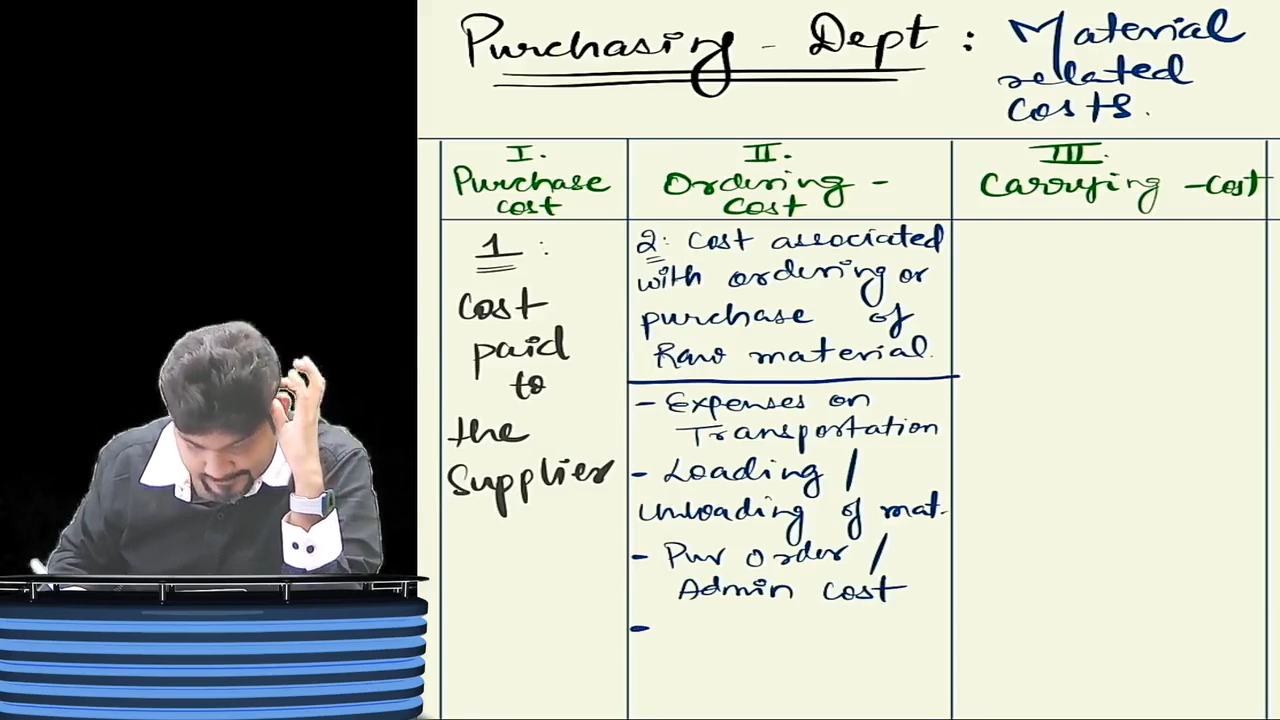 Purchasing - Dept : Material
related
costs.
I.
Purchase
cost
II.
Ordering -
Cost
III.
Carrying - cost
1 :
Cost
paid
to
the
Supplier
2: Cost associated
with ordering or
purchase of
Raw material.
- Expenses on
Transportation
- Loading /
Unloading of mat.
- Pur order /
Admin cost
-